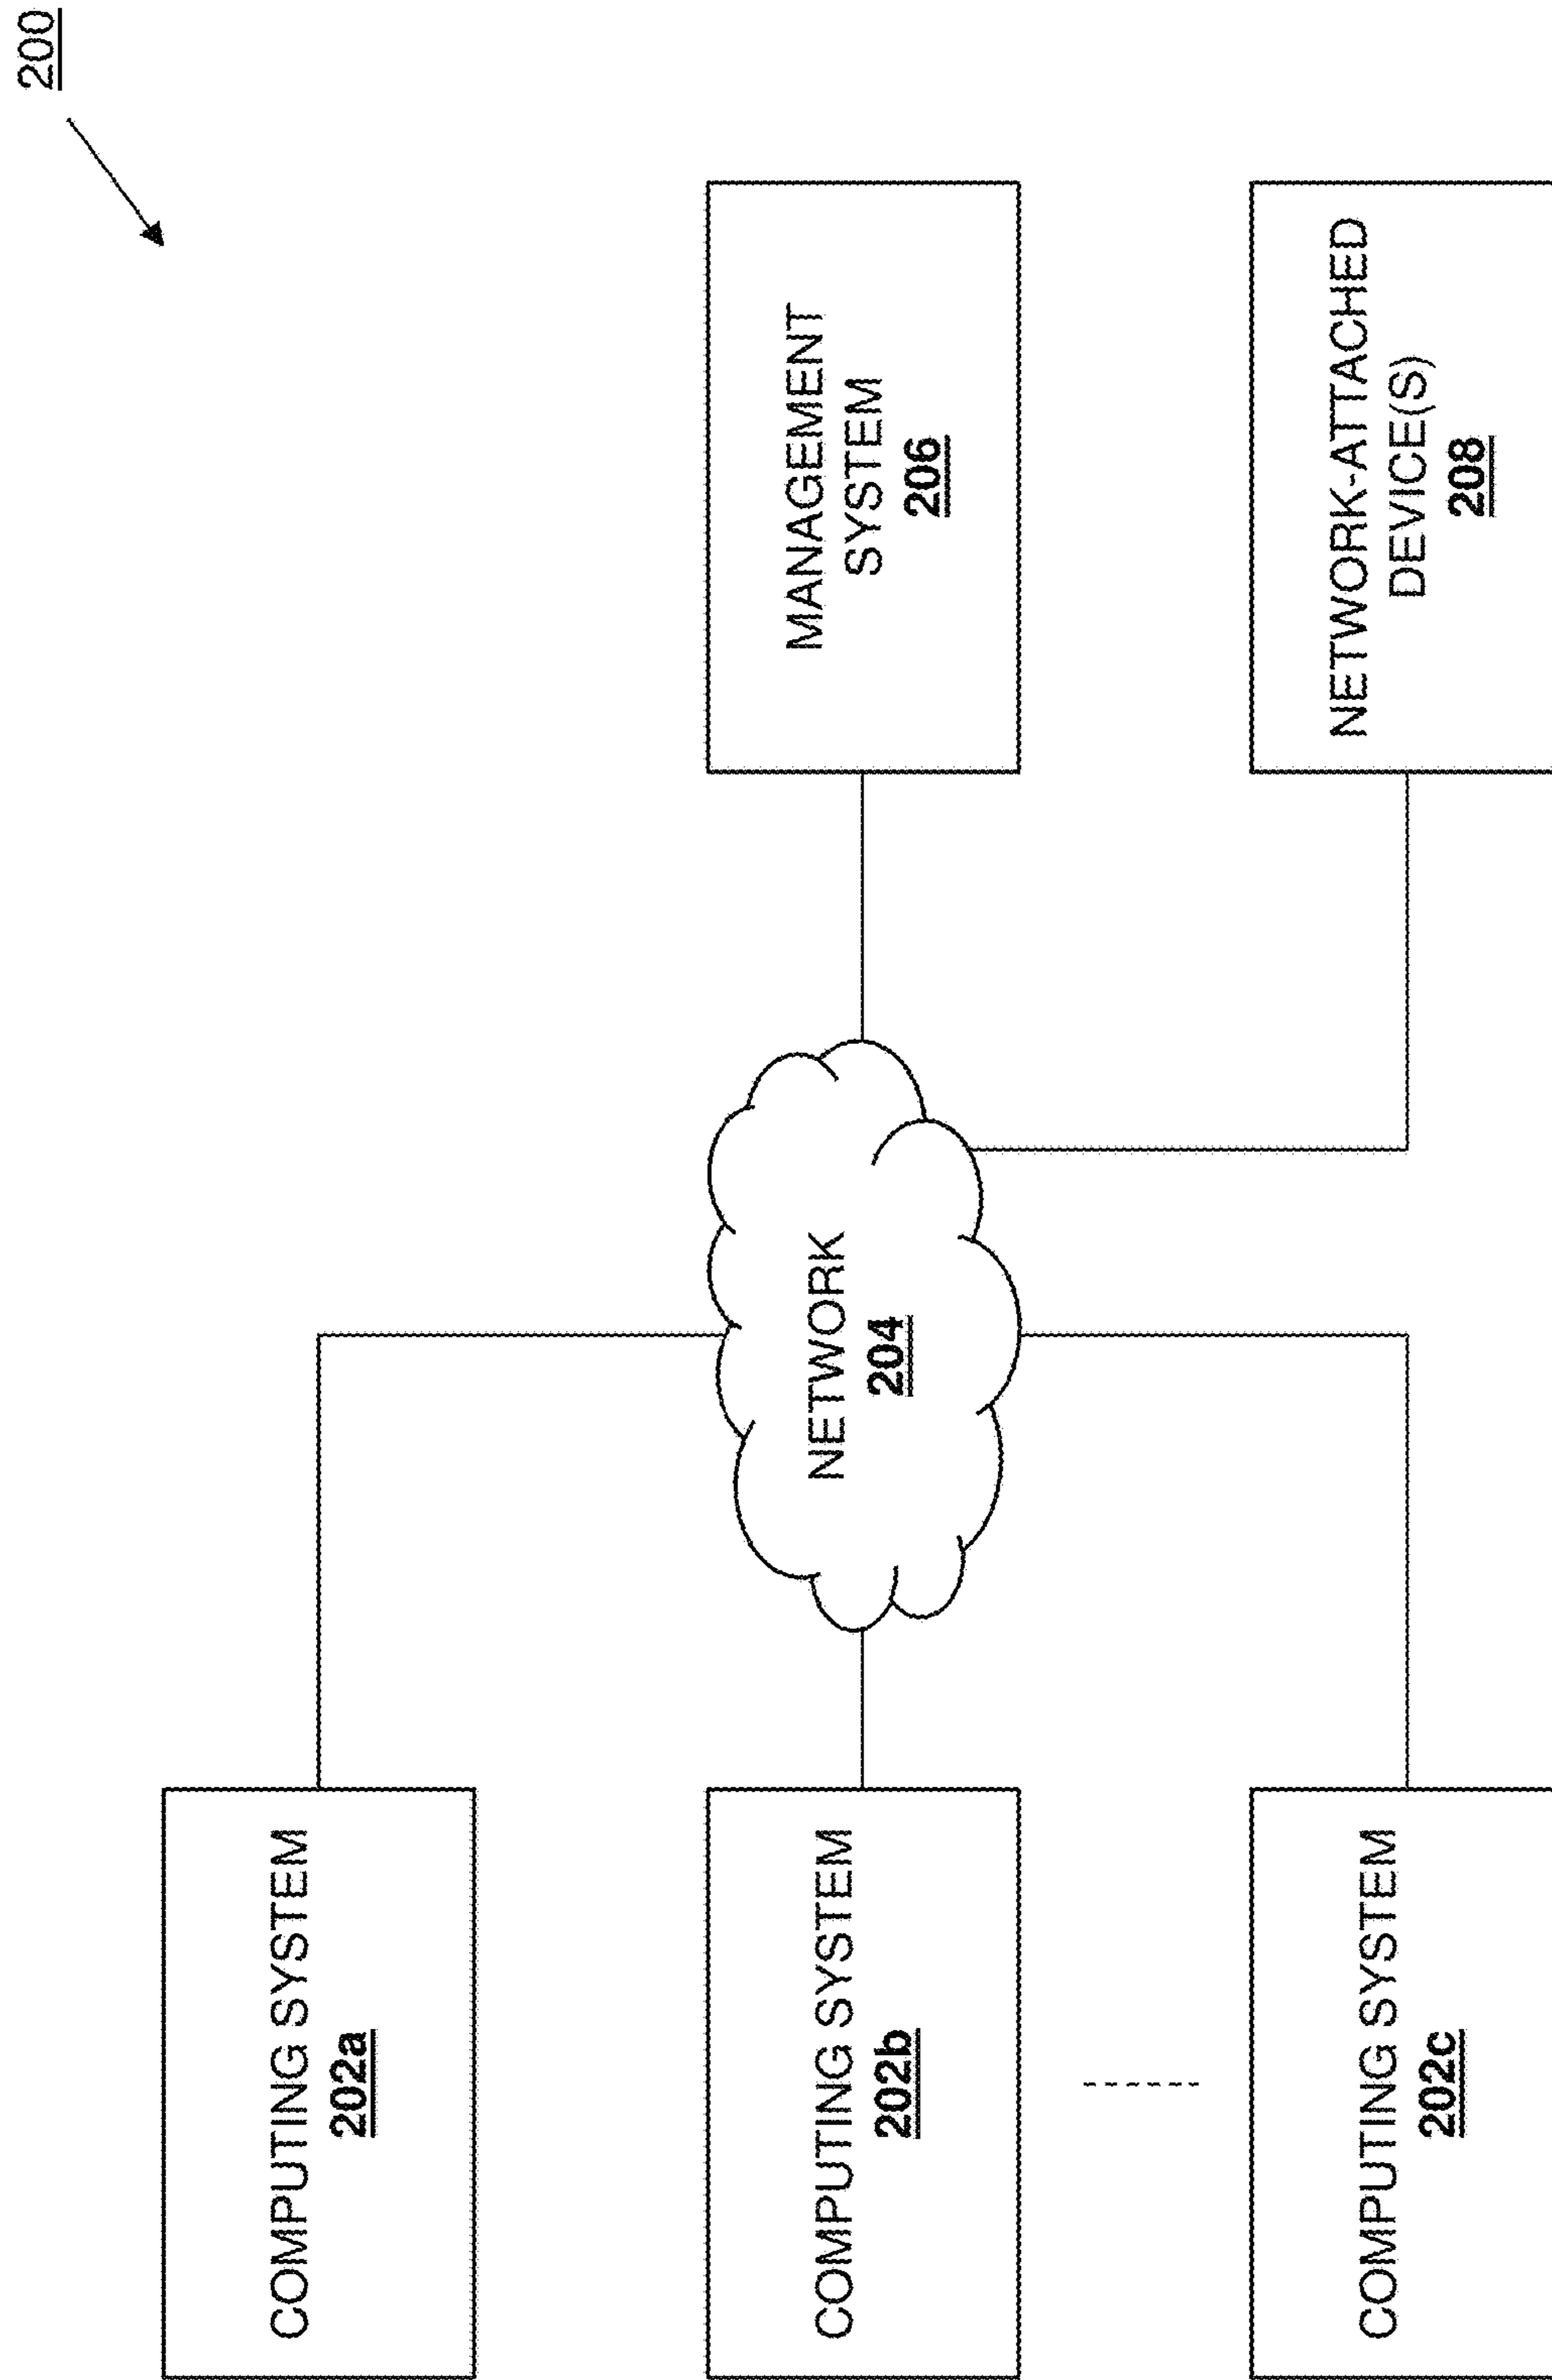 200
COMPUTING SYSTEM
202a
COMPUTING SYSTEM
202b
COMPUTING SYSTEM
202c
NETWORK
204
MANAGEMENT
SYSTEM
206
NETWORK-ATTACHED
DEVICE(S)
208